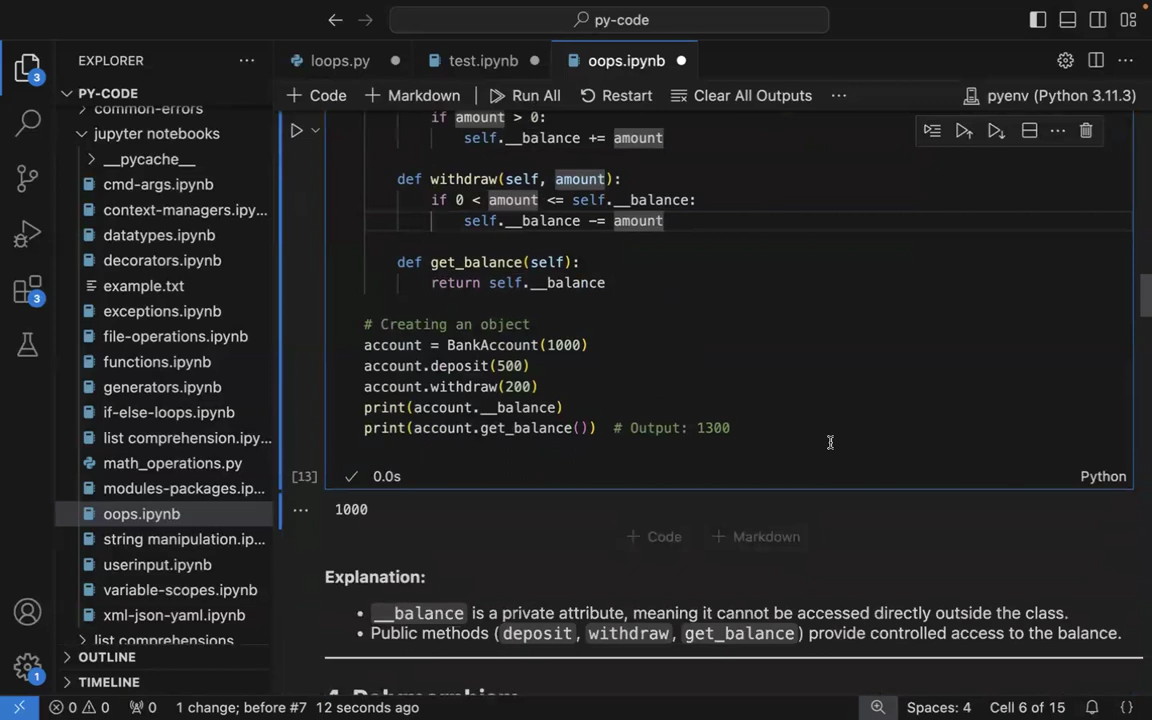 py-code
EXPLORER
loops.py
test.ipynb
oops.ipynb
3
PY-CODE
Code
Markdown
Run All
Restart
Clear All Outputs
pyenv (Python 3.11.3)
common-errors
jupyter notebooks
__pycache__
cmd-args.ipynb
context-managers.ipy...
datatypes.ipynb
decorators.ipynb
example.txt
exceptions.ipynb
file-operations.ipynb
functions.ipynb
generators.ipynb
if-else-loops.ipynb
list comprehension.ipy...
math_operations.py
modules-packages.ip...
oops.ipynb
string manipulation.ip...
userinput.ipynb
variable-scopes.ipynb
xml-json-yaml.ipynb
list comprehensions
OUTLINE
TIMELINE
3
1
if amount > 0:
self.__balance += amount
def withdraw(self, amount):
if 0 < amount <= self.__balance:
self.__balance -= amount
def get_balance(self):
return self.__balance
# Creating an object
account = BankAccount(1000)
account.deposit(500)
account.withdraw(200)
print(account.__balance)
print(account.get_balance()) # Output: 1300
[13]
0.0s
Python
1000
+ Code + Markdown
Explanation:
• __balance is a private attribute, meaning it cannot be accessed directly outside the class.
• Public methods (deposit, withdraw, get_balance) provide controlled access to the balance.
4. Polymorphism
0 0 0 1 change; before #7 12 seconds ago
Spaces: 4 Cell 6 of 15